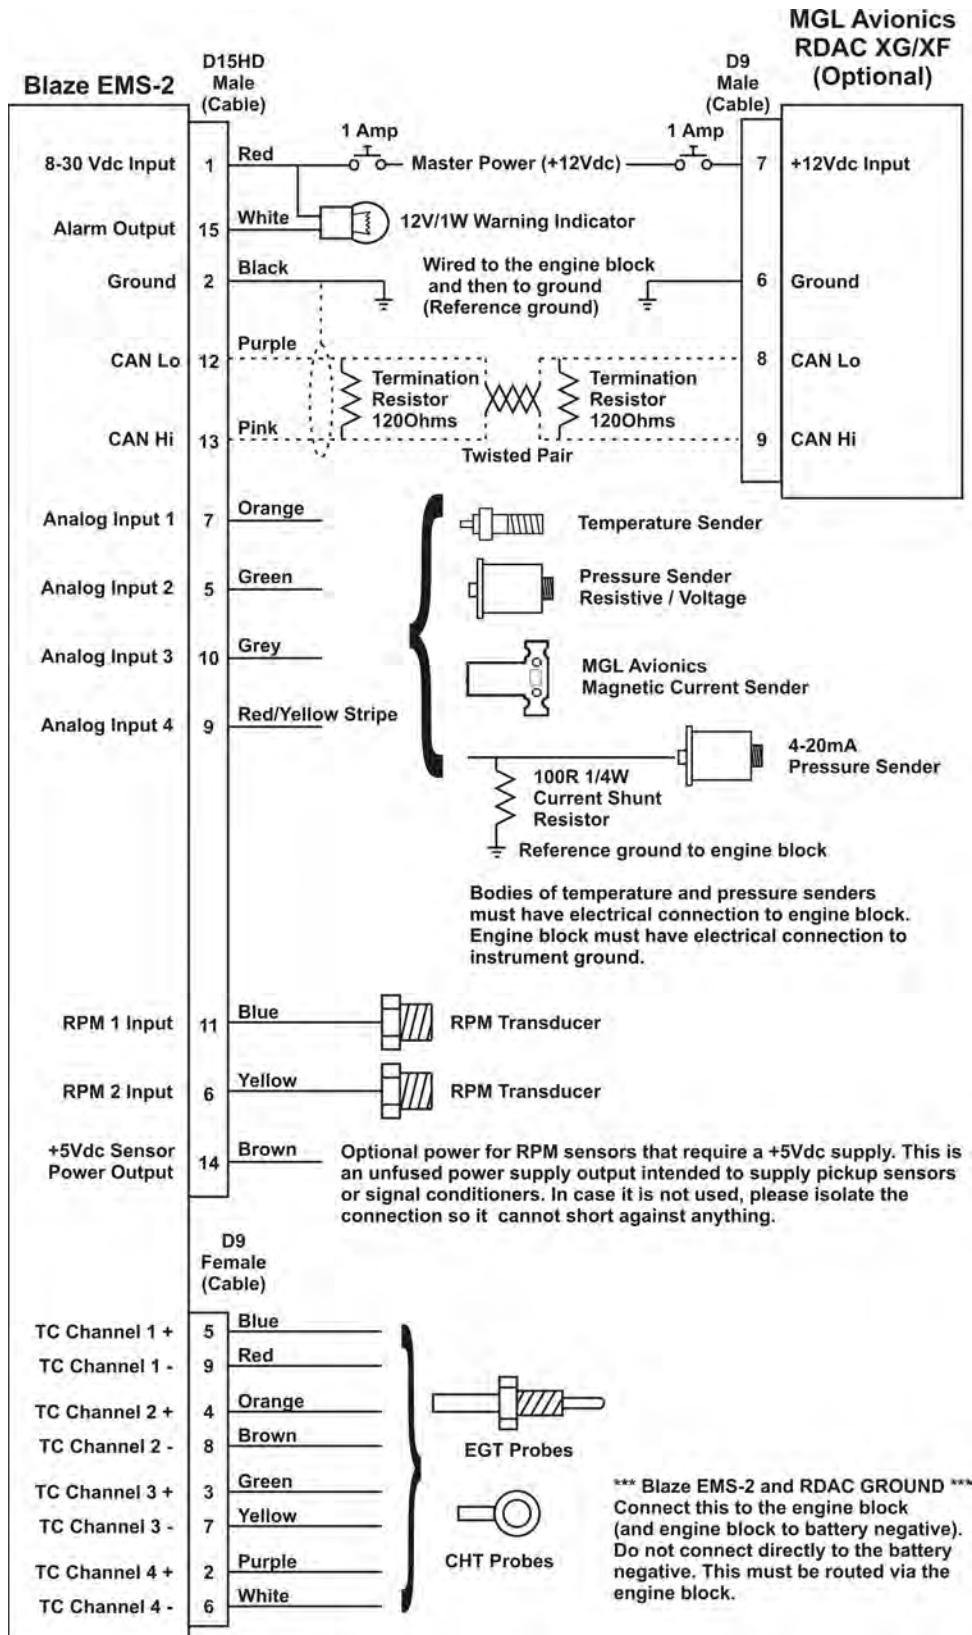 MGL Avionics
RDAC XG/XF
(Optional)
Blaze EMS-2
D15HD
Male
(Cable)
D9
Male
(Cable)
1 Amp
1 Amp
8-30 Vdc Input
1
Red
Master Power (+12Vdc)
7
+12Vdc Input
Alarm Output
15
White
12V/1W Warning Indicator
Ground
2
Black
Wired to the engine block
and then to ground
(Reference ground)
6
Ground
CAN Lo
12
Purple
8
CAN Lo
Termination
Resistor
120Ohms
Termination
Resistor
120Ohms
CAN Hi
13
Pink
9
CAN Hi
Twisted Pair
Analog Input 1
7
Orange
Temperature Sender
Analog Input 2
5
Green
Pressure Sender
Resistive / Voltage
Analog Input 3
10
Grey
MGL Avionics
Magnetic Current Sender
Analog Input 4
9
Red/Yellow Stripe
4-20mA
Pressure Sender
100R 1/4W
Current Shunt
Resistor
Reference ground to engine block
Bodies of temperature and pressure senders
must have electrical connection to engine block.
Engine block must have electrical connection to
instrument ground.
RPM 1 Input
11
Blue
RPM Transducer
RPM 2 Input
6
Yellow
RPM Transducer
+5Vdc Sensor
Power Output
14
Brown
Optional power for RPM sensors that require a +5Vdc supply. This is
an unfused power supply output intended to supply pickup sensors
or signal conditioners. In case it is not used, please isolate the
connection so it cannot short against anything.
D9
Female
(Cable)
TC Channel 1 +
5
Blue
TC Channel 1 -
9
Red
TC Channel 2 +
4
Orange
TC Channel 2 -
8
Brown
TC Channel 3 +
3
Green
TC Channel 3 -
7
Yellow
TC Channel 4 +
2
Purple
TC Channel 4 -
6
White
EGT Probes
CHT Probes
*** Blaze EMS-2 and RDAC GROUND ***
Connect this to the engine block
(and engine block to battery negative).
Do not connect directly to the battery
negative. This must be routed via the
engine block.